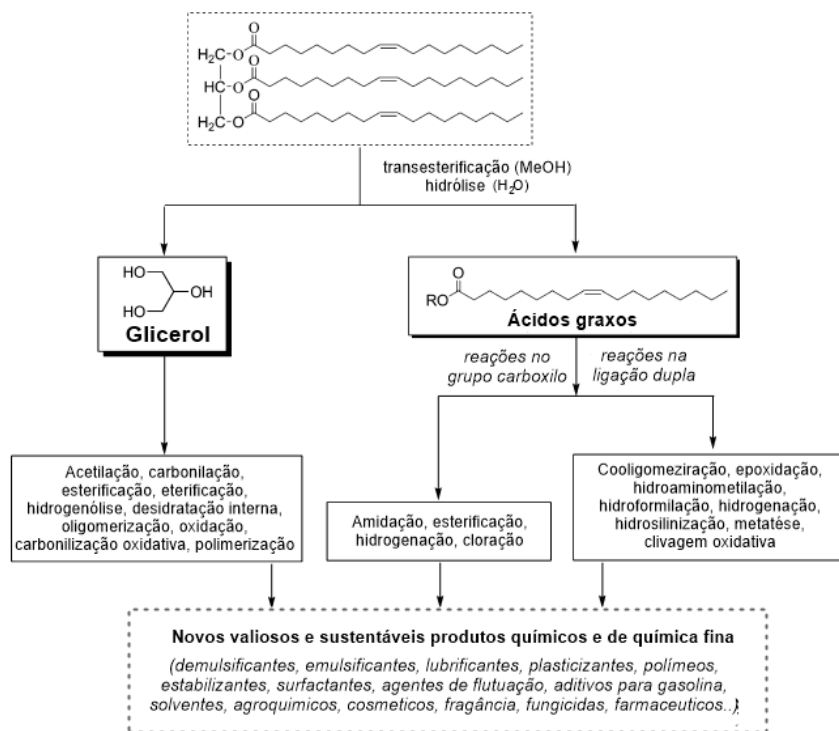 H₂C-O
O
HC-O
O
H₂C-O
O
transesterificação (MeOH)
hidrólise (H₂O)
HO
OH
HO
Glicerol
O
RO
Ácidos graxos
reações no
grupo carboxilo
reações na
ligação dupla
Acetilação, carbonilação,
esterificação, eterificação,
hidrogenólise, desidratação interna,
oligomerização, oxidação,
carbonilização oxidativa, polimerização
Amidação, esterificação,
hidrogenação, cloração
Cooligomeziração, epoxidação,
hidroaminometilação,
hidroformilação, hidrogenação,
hidrosilinização, metatése,
clivagem oxidativa
Novos valiosos e sustentáveis produtos químicos e de química fina
(demulsificantes, emulsificantes, lubrificantes, plasticizantes, polímeos,
estabilizantes, surfactantes, agentes de flutuação, aditivos para gasolina,
solventes, agroquimicos, cosmeticos, fragância, fungicidas, farmaceuticos..)